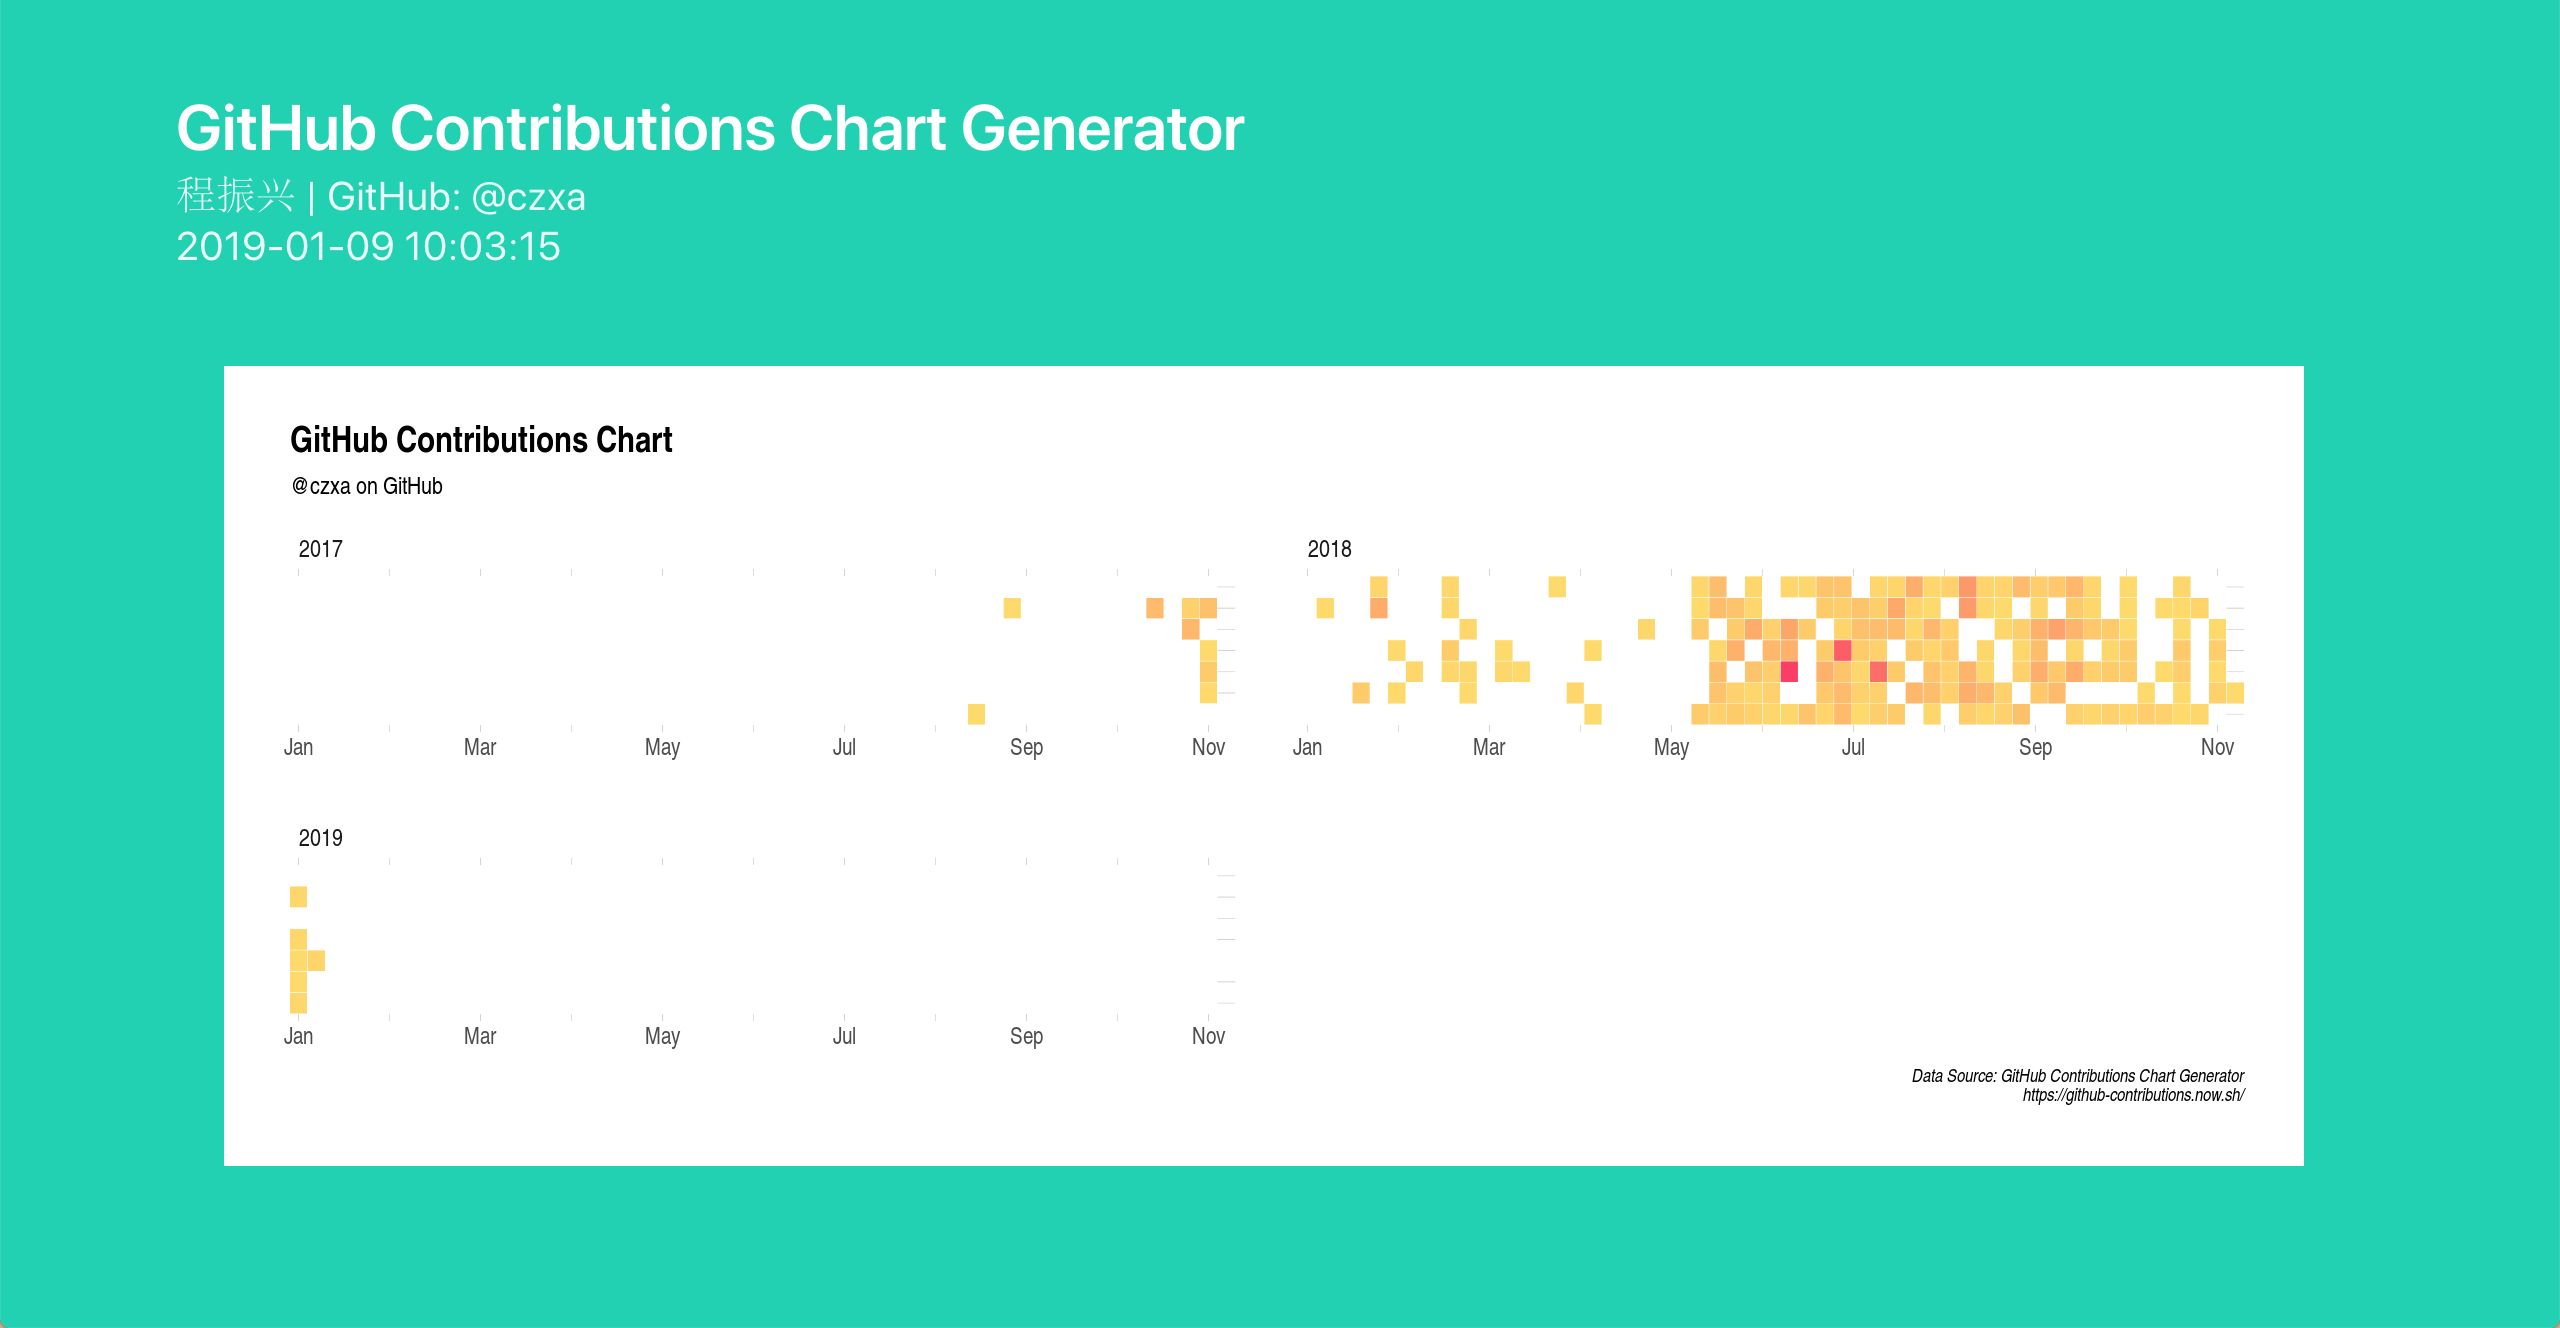 GitHub Contributions Chart Generator
程振兴 | GitHub: @czxa
2019-01-09 10:03:15
GitHub Contributions Chart
@czxa on GitHub
2017
Jan Mar May Jul Sep Nov
2018
Jan Mar May Jul Sep Nov
2019
Jan Mar May Jul Sep Nov
Data Source: GitHub Contributions Chart Generator
https://github-contributions.now.sh/